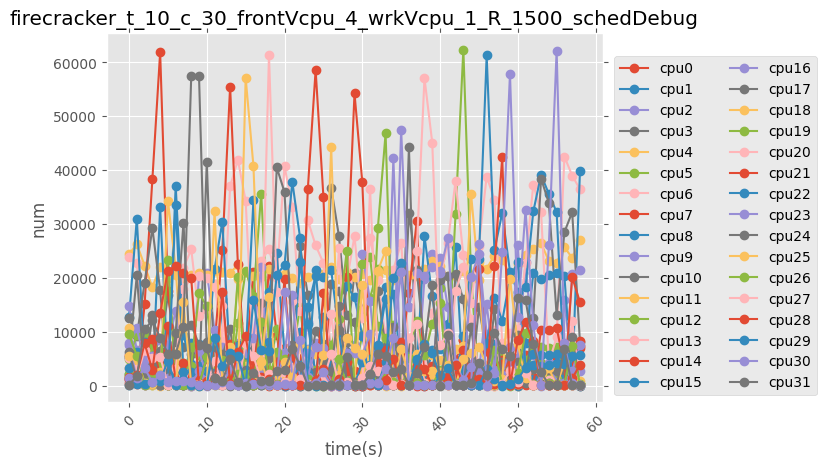 firecracker_t_10_c_30_frontVcpu_4_wrkVcpu_1_R_1500_schedDebug
num
60000
50000
40000
30000
20000
10000
0
0
10
20
30
40
50
60
time(s)
cpu0
cpu1
cpu2
cpu3
cpu4
cpu5
cpu6
cpu7
cpu8
cpu9
cpu10
cpu11
cpu12
cpu13
cpu14
cpu15
cpu16
cpu17
cpu18
cpu19
cpu20
cpu21
cpu22
cpu23
cpu24
cpu25
cpu26
cpu27
cpu28
cpu29
cpu30
cpu31